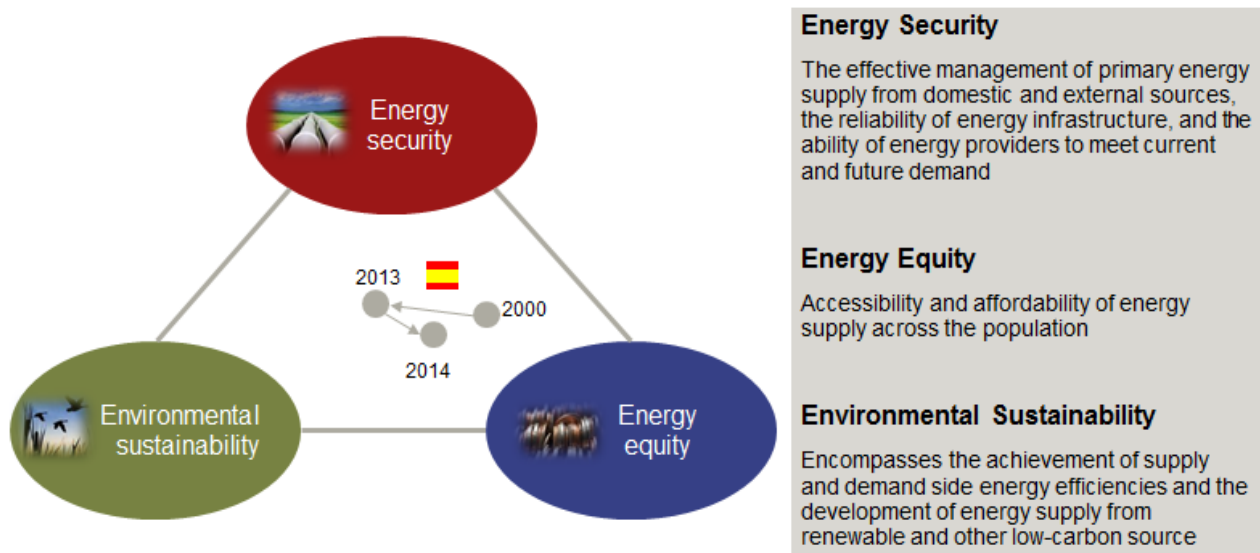 Energy
security
2013
2000
2014
Environmental
sustainability
Energy
equity
Energy Security
The effective management of primary energy
supply from domestic and external sources,
the reliability of energy infrastructure, and the
ability of energy providers to meet current
and future demand
Energy Equity
Accessibility and affordability of energy
supply across the population
Environmental Sustainability
Encompasses the achievement of supply
and demand side energy efficiencies and the
development of energy supply from
renewable and other low-carbon source